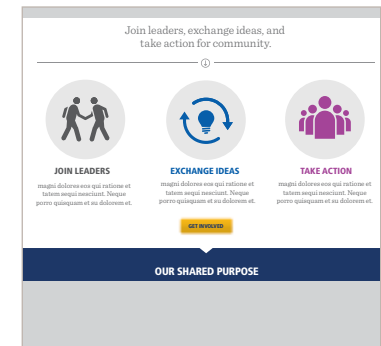 Join leaders, exchange ideas, and
take action for community.
JOIN LEADERS
magni dolores eos qui ratione et
tatem sequi nesciunt. Neque
porro quisquam et su dolorem et.
EXCHANGE IDEAS
magni dolores eos qui ratione et
tatem sequi nesciunt. Neque
porro quisquam et su dolorem et.
TAKE ACTION
magni dolores eos qui ratione et
tatem sequi nesciunt. Neque
porro quisquam et su dolorem et.
GET INVOLVED
OUR SHARED PURPOSE